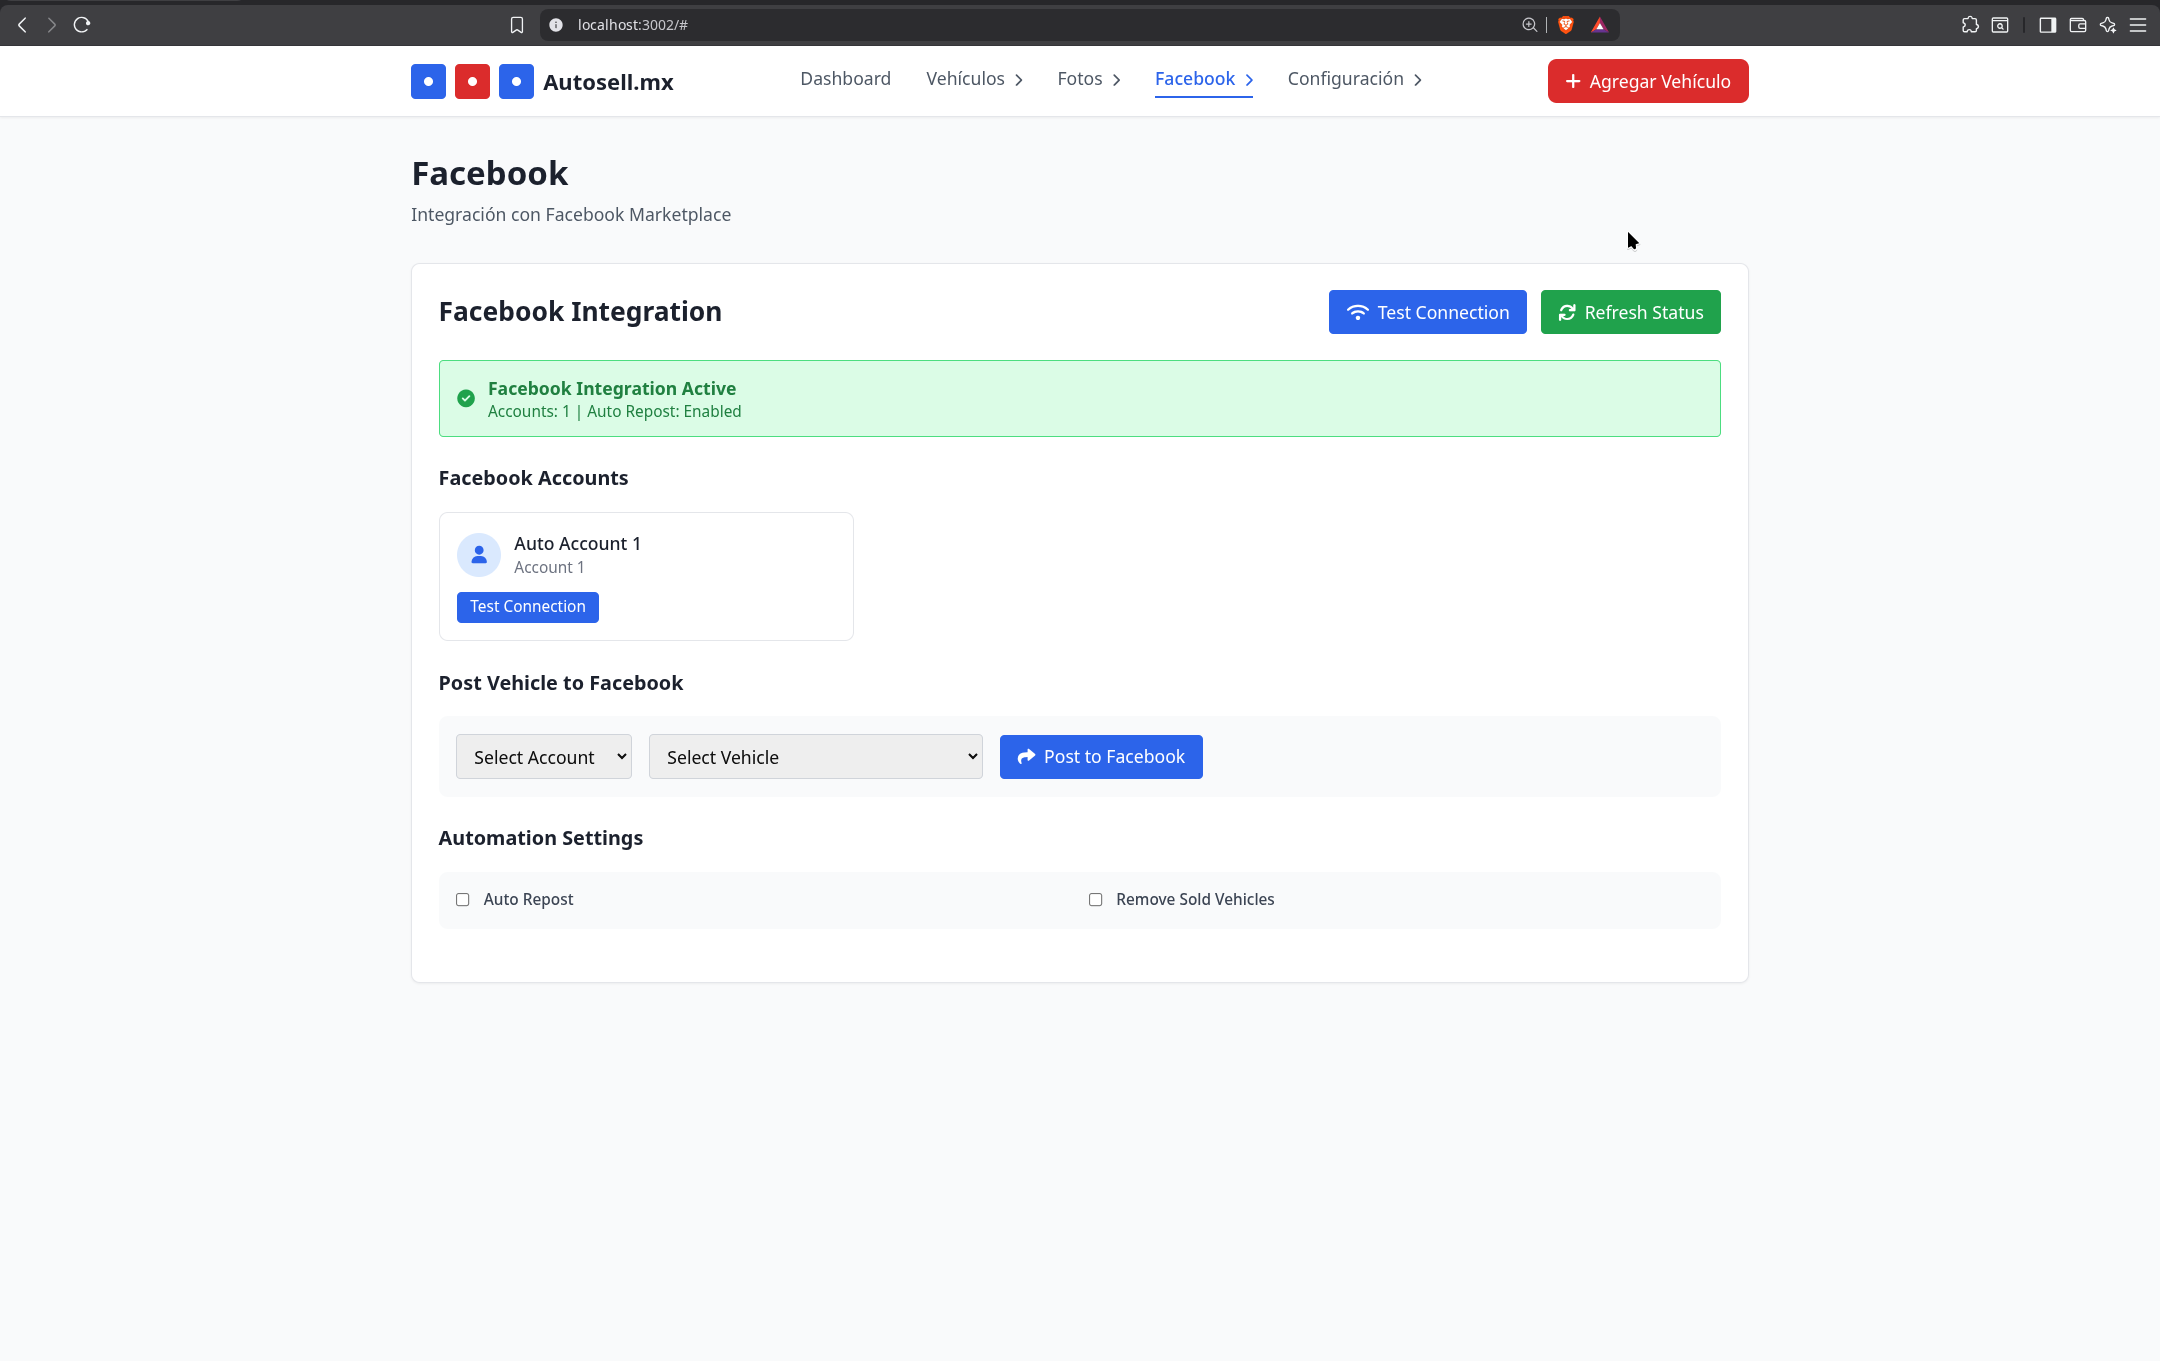 localhost:3002/#
Autosell.mx
Dashboard
Vehículos
Fotos
Facebook
Configuración
Agregar Vehículo
Facebook
Integración con Facebook Marketplace
Facebook Integration
Test Connection
Refresh Status
Facebook Integration Active
Accounts: 1 | Auto Repost: Enabled
Facebook Accounts
Auto Account 1
Account 1
Test Connection
Post Vehicle to Facebook
Select Account
Select Vehicle
Post to Facebook
Automation Settings
Auto Repost
Remove Sold Vehicles